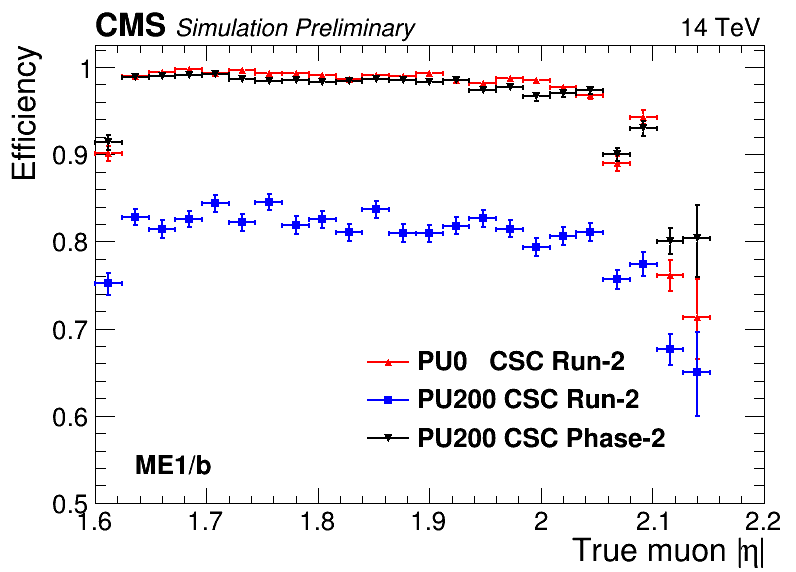 CMS Simulation Preliminary 14 TeV
Efficiency
1
0.9
0.8
0.7
0.6
0.5
PU0 CSC Run-2
PU200 CSC Run-2
PU200 CSC Phase-2
ME1/b
1.6 1.7 1.8 1.9 2 2.1 2.2
True muon |η|